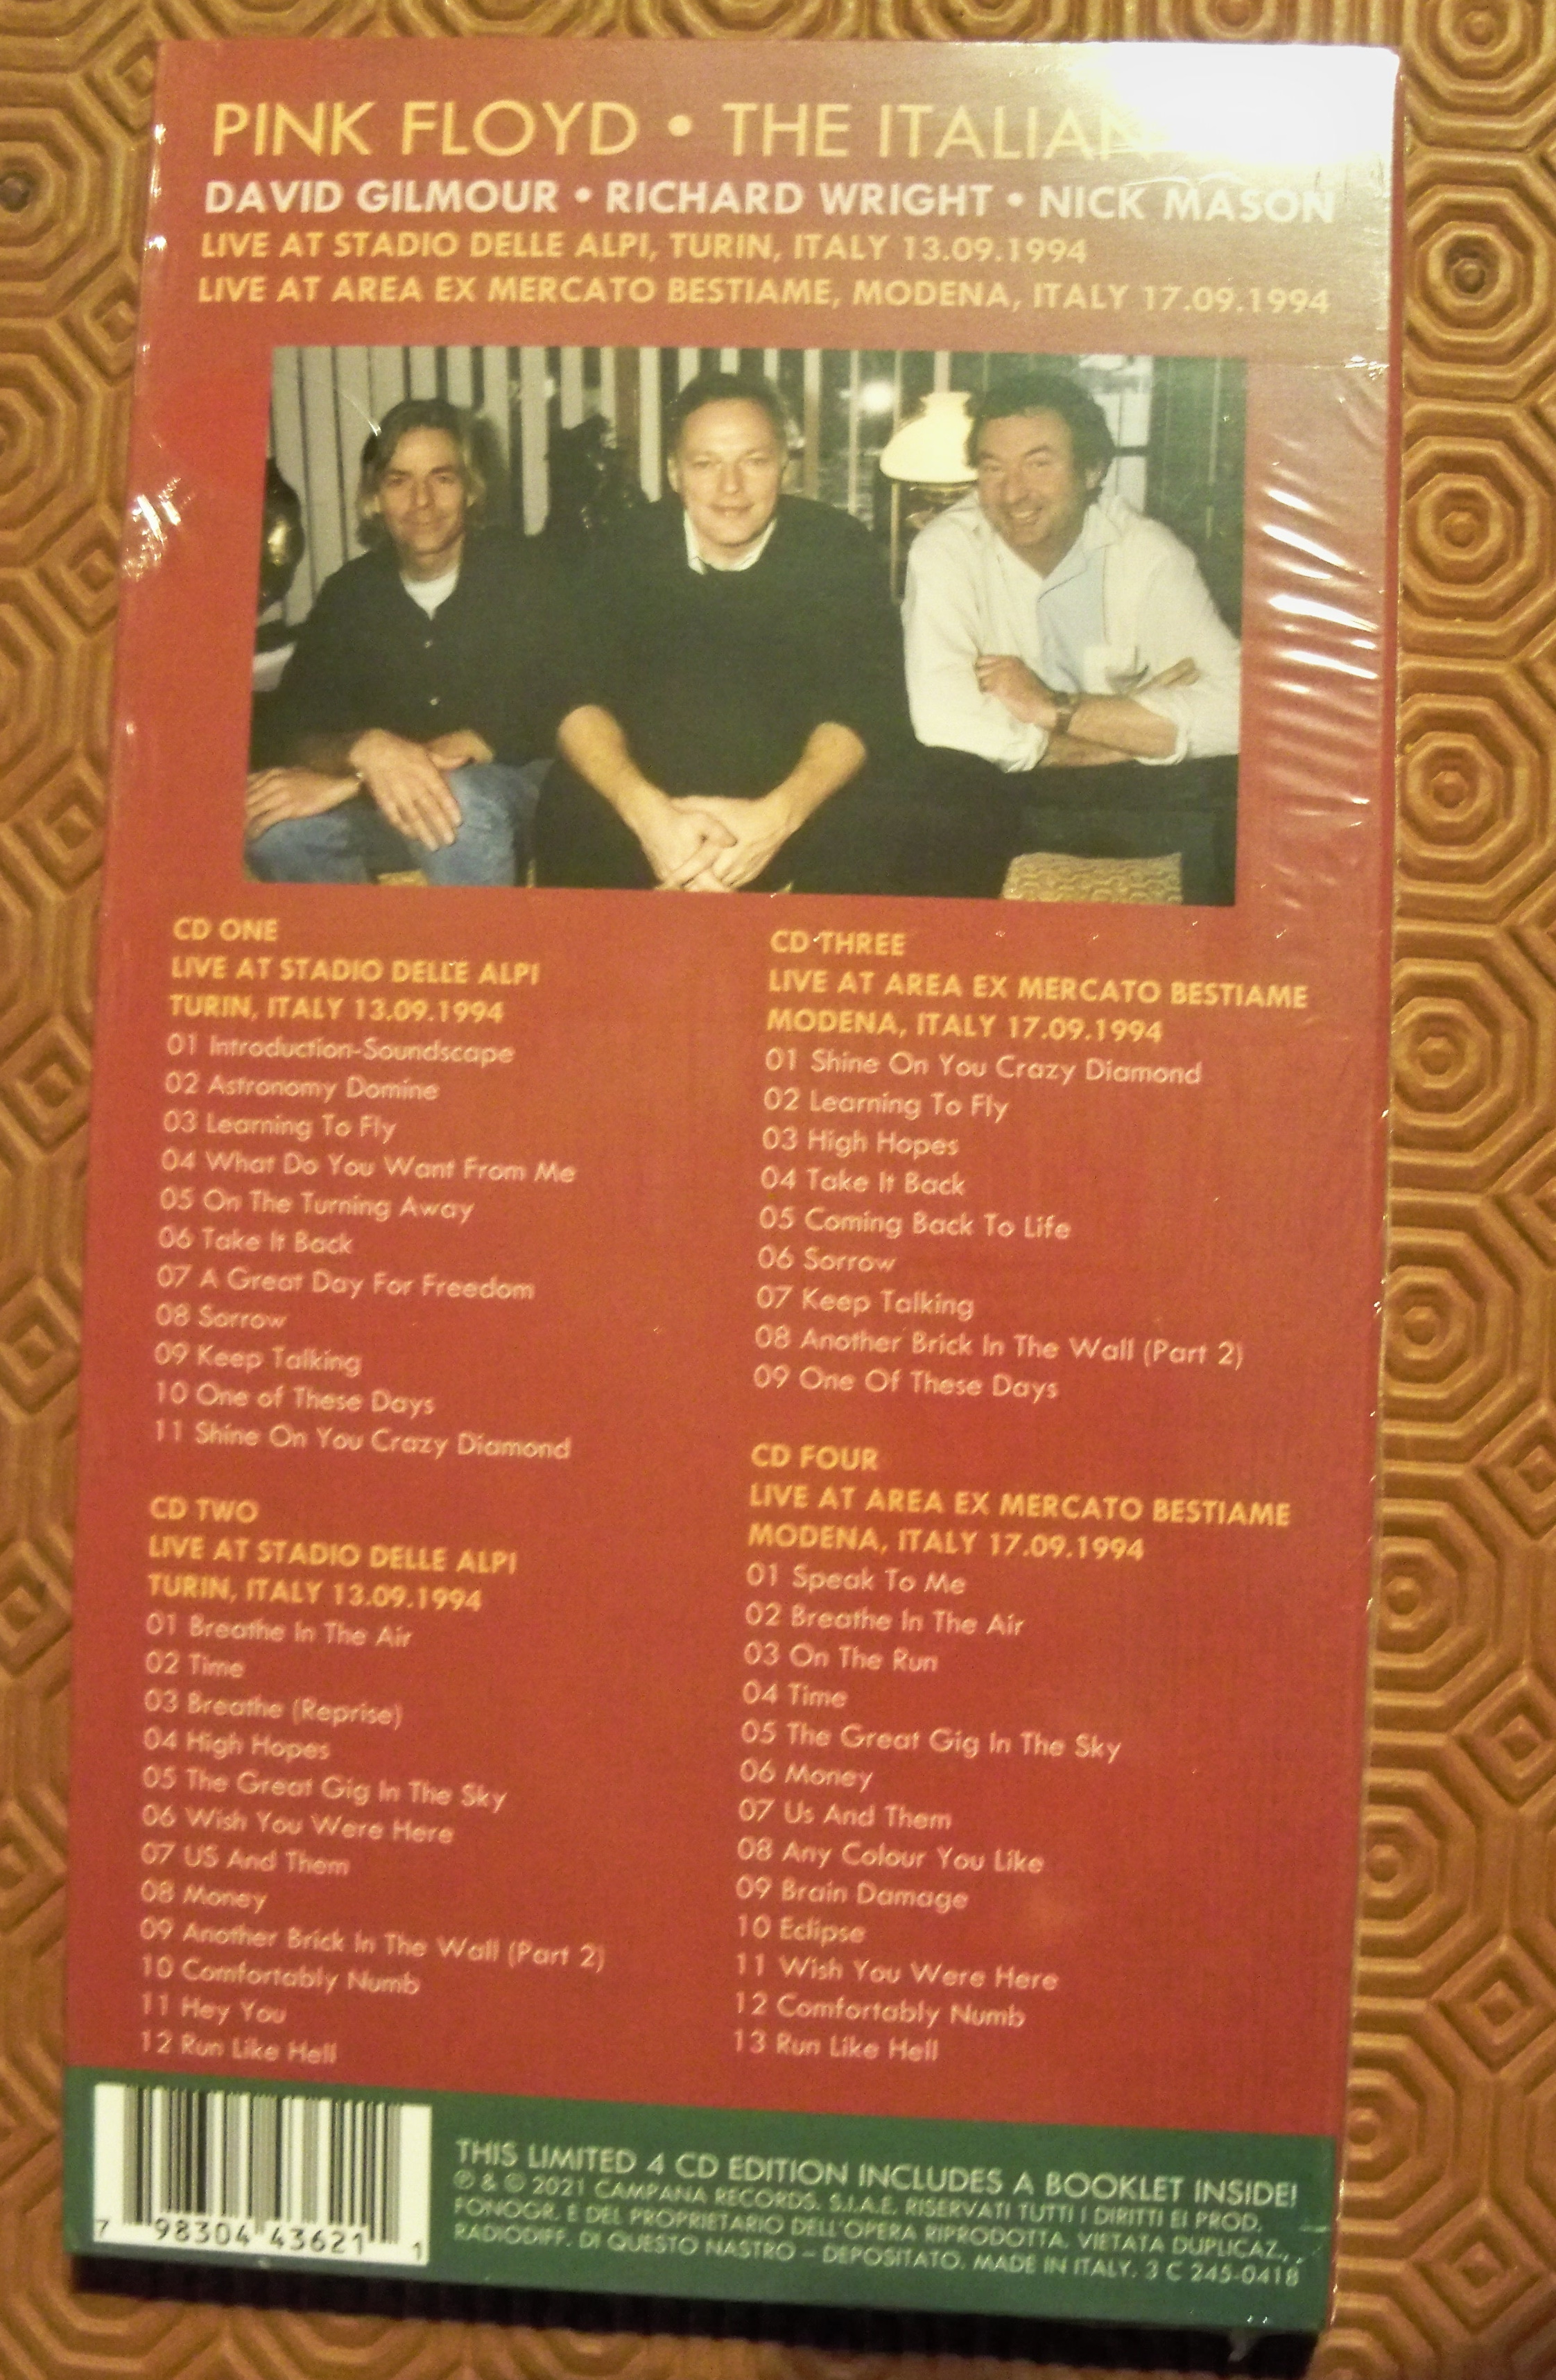 PINK FLOYD • THE ITALIAN
DAVID GILMOUR • RICHARD WRIGHT • NICK MASON
LIVE AT STADIO DELLE ALPI, TURIN, ITALY 13.09.1994
LIVE AT AREA EX MERCATO BESTIAME, MODENA, ITALY 17.09.1994
CD ONE
LIVE AT STADIO DELLE ALPI
TURIN, ITALY 13.09.1994
01 Introduction-Soundscape
02 Astronomy Domine
03 Learning To Fly
04 What Do You Want From Me
05 On The Turning Away
06 Take It Back
07 A Great Day For Freedom
08 Sorrow
09 Keep Talking
10 One of These Days
11 Shine On You Crazy Diamond
CD TWO
LIVE AT STADIO DELLE ALPI
TURIN, ITALY 13.09.1994
01 Breathe In The Air
02 Time
03 Breathe (Reprise)
04 High Hopes
05 The Great Gig In The Sky
06 Wish You Were Here
07 US And Them
08 Money
09 Another Brick In The Wall (Part 2)
10 Comfortably Numb
11 Hey You
12 Run Like Hell
CD THREE
LIVE AT AREA EX MERCATO BESTIAME
MODENA, ITALY 17.09.1994
01 Shine On You Crazy Diamond
02 Learning To Fly
03 High Hopes
04 Take It Back
05 Coming Back To Life
06 Sorrow
07 Keep Talking
08 Another Brick In The Wall (Part 2)
09 One Of These Days
CD FOUR
LIVE AT AREA EX MERCATO BESTIAME
MODENA, ITALY 17.09.1994
01 Speak To Me
02 Breathe In The Air
03 On The Run
04 Time
05 The Great Gig In The Sky
06 Money
07 Us And Them
08 Any Colour You Like
09 Brain Damage
10 Eclipse
11 Wish You Were Here
12 Comfortably Numb
13 Run Like Hell
7 98304 43621 1
THIS LIMITED 4 CD EDITION INCLUDES A BOOKLET INSIDE!
℗ & © 2021 CAMPANA RECORDS. S.I.A.E. RISERVATI TUTTI I DIRITTI EI PROD.
FONOGR. E DEL PROPRIETARIO DELL'OPERA RIPRODOTTA. VIETATA DUPLICAZ.,
RADIODIFF. DI QUESTO NASTRO – DEPOSITATO. MADE IN ITALY. 3 C 245-0418